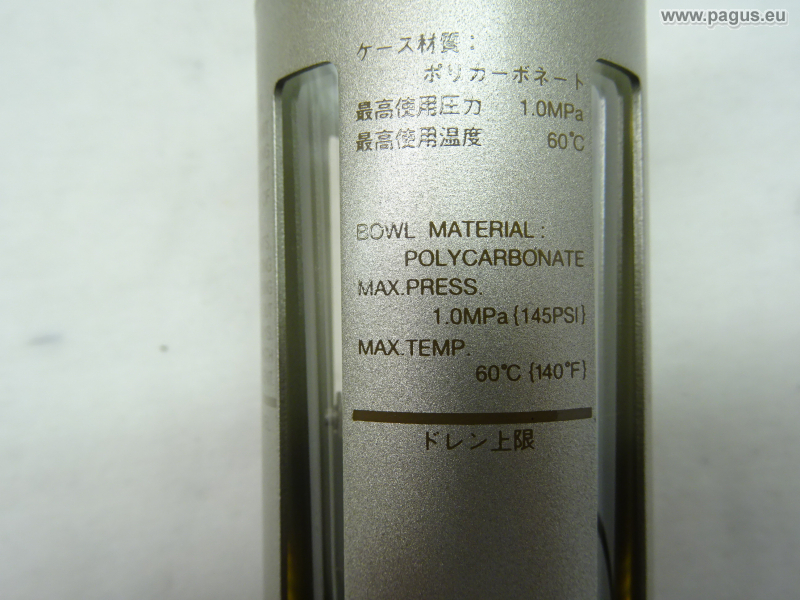 www.pagus.eu
ケース材質：
ポリカーボネート
最高使用圧力 1.0MPa
最高使用温度 60℃
BOWL MATERIAL:
POLYCARBONATE
MAX.PRESS.
1.0MPa{145PSI}
MAX.TEMP.
60℃{140°F}
ドレン上限